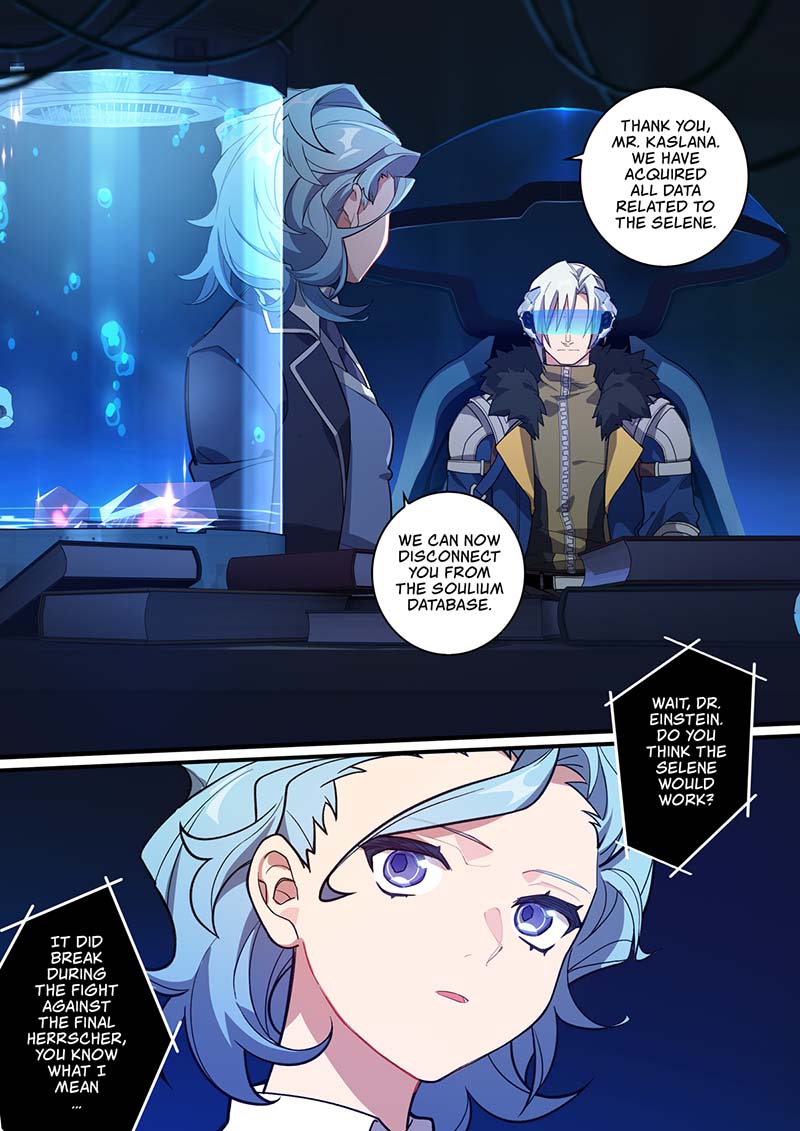 THANK YOU,
MR. KASLANA.
WE HAVE
ACQUIRED
ALL DATA
RELATED TO
THE SELENE.
WE CAN NOW
DISCONNECT
YOU FROM
THE SOULIUM
DATABASE.
WAIT, DR.
EINSTEIN.
DO YOU
THINK THE
SELENE
WOULD
WORK?
IT DID
BREAK
DURING
THE FIGHT
AGAINST
THE FINAL
HERRSCHER,
YOU KNOW
WHAT I
MEAN
...